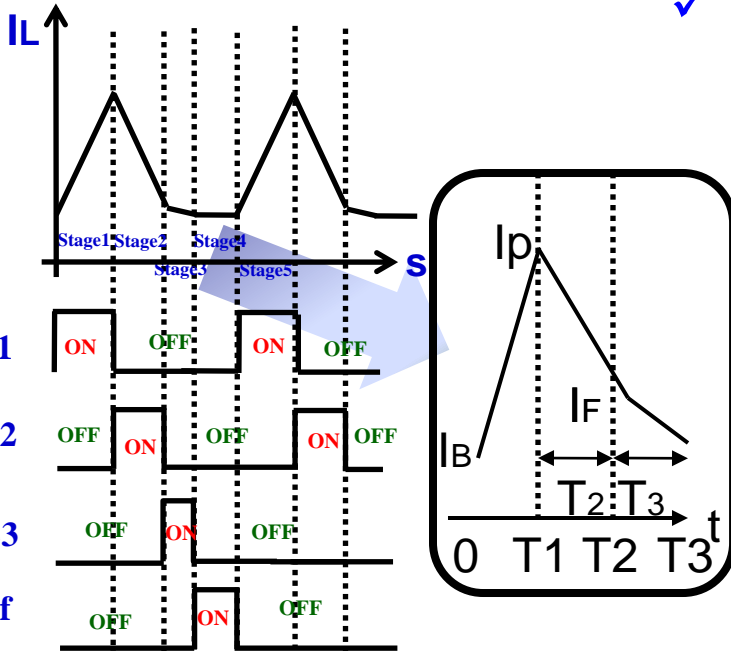 IL
Stage1 Stage2 Stage4
Stage3 Stage5
s
1 ON OFF ON OFF
2 OFF ON OFF ON OFF
3 OFF ON OFF
f OFF ON OFF
Ip
IF
IB
T2 T3
t
0 T1 T2 T3